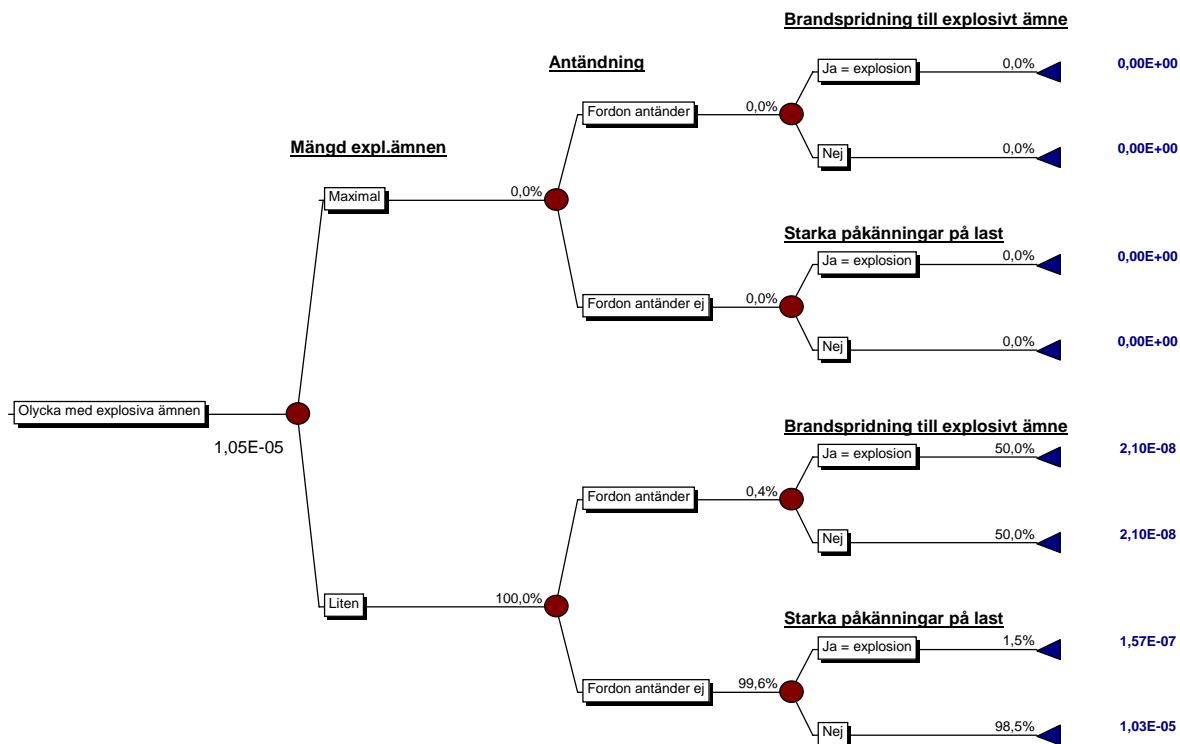 Brandspridning till explosivt ämne
Antändning
Ja = explosion 0,0% 0,00E+00
Fordon antänder 0,0%
Mängd expl.ämnen
Nej 0,0% 0,00E+00
Maximal 0,0%
Starka påkänningar på last
Ja = explosion 0,0% 0,00E+00
Fordon antänder ej 0,0%
Nej 0,0% 0,00E+00
Olycka med explosiva ämnen
1,05E-05
Brandspridning till explosivt ämne
Ja = explosion 50,0% 2,10E-08
Fordon antänder 0,4%
Nej 50,0% 2,10E-08
Liten 100,0%
Starka påkänningar på last
Ja = explosion 1,5% 1,57E-07
Fordon antänder ej 99,6%
Nej 98,5% 1,03E-05